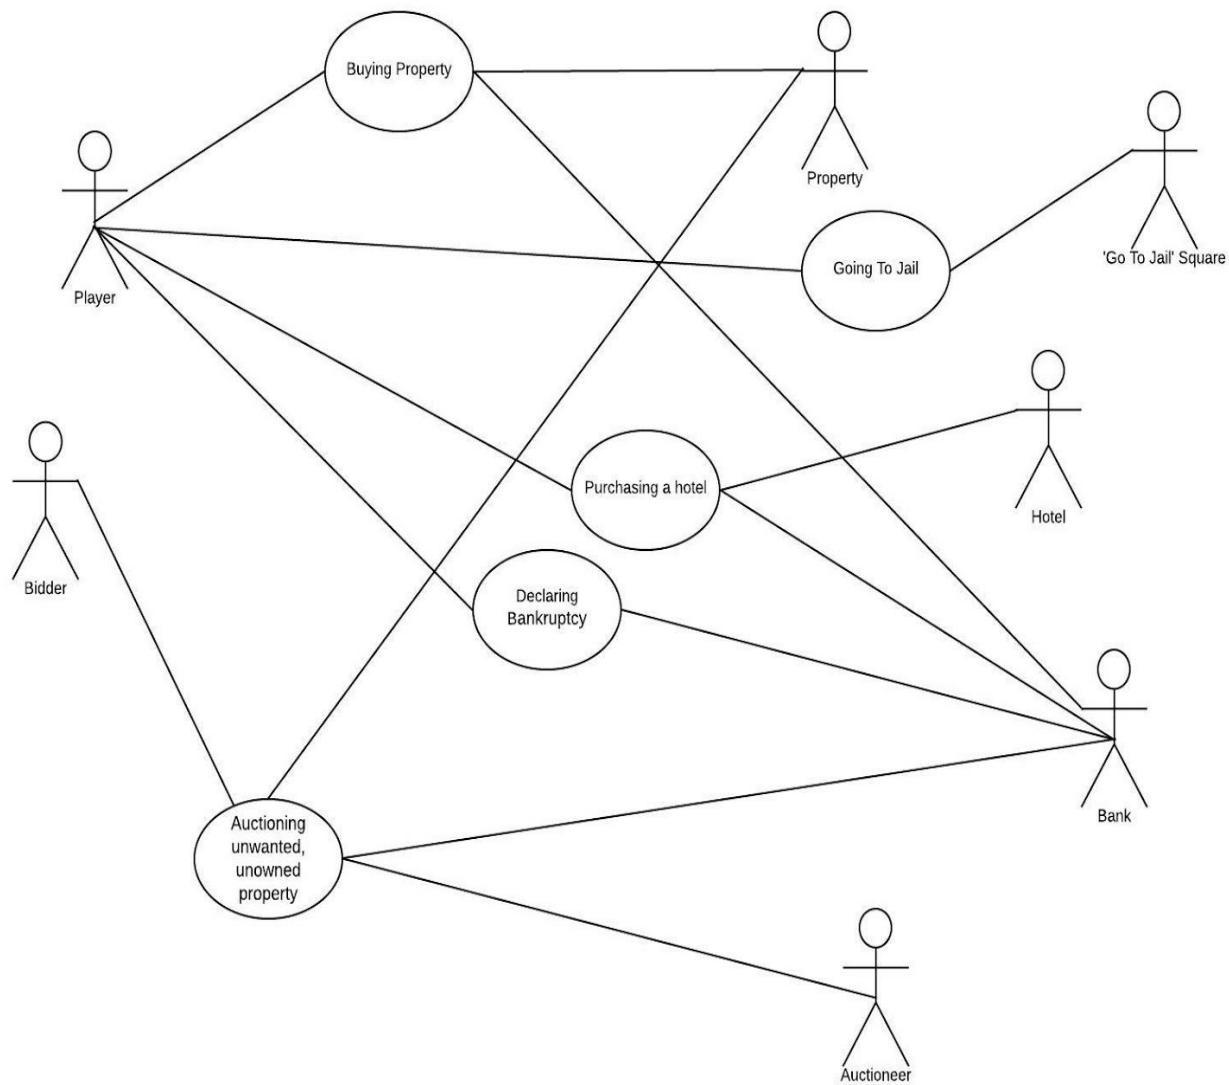 Buying Property
Property
Player
Going To Jail
'Go To Jail' Square
Purchasing a hotel
Hotel
Bidder
Declaring
Bankruptcy
Bank
Auctioning
unwanted,
unowned
property
Auctioneer